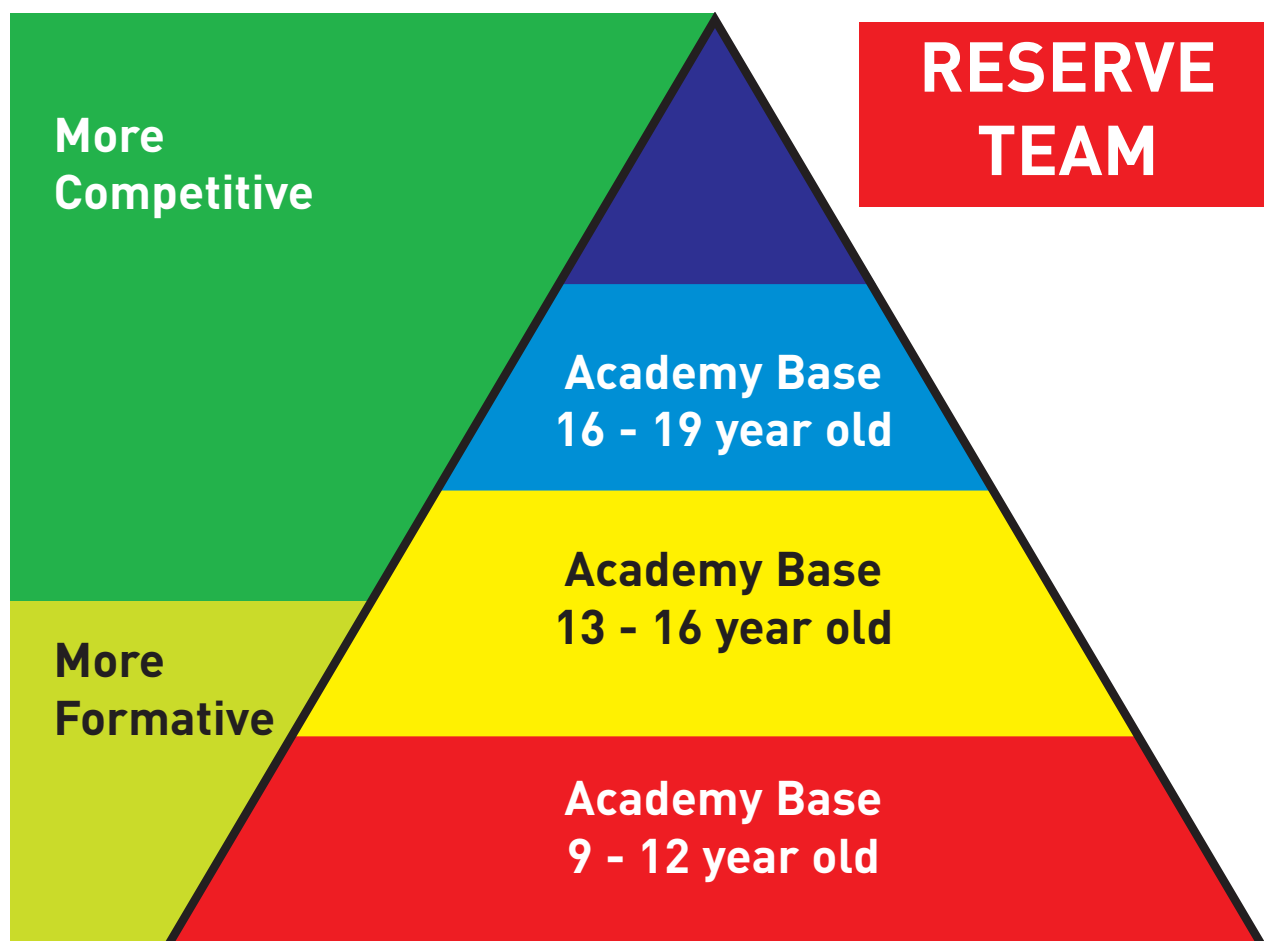 More
Competitive
RESERVE
TEAM
Academy Base
16 - 19 year old
Academy Base
13 - 16 year old
More
Formative
Academy Base
9 - 12 year old